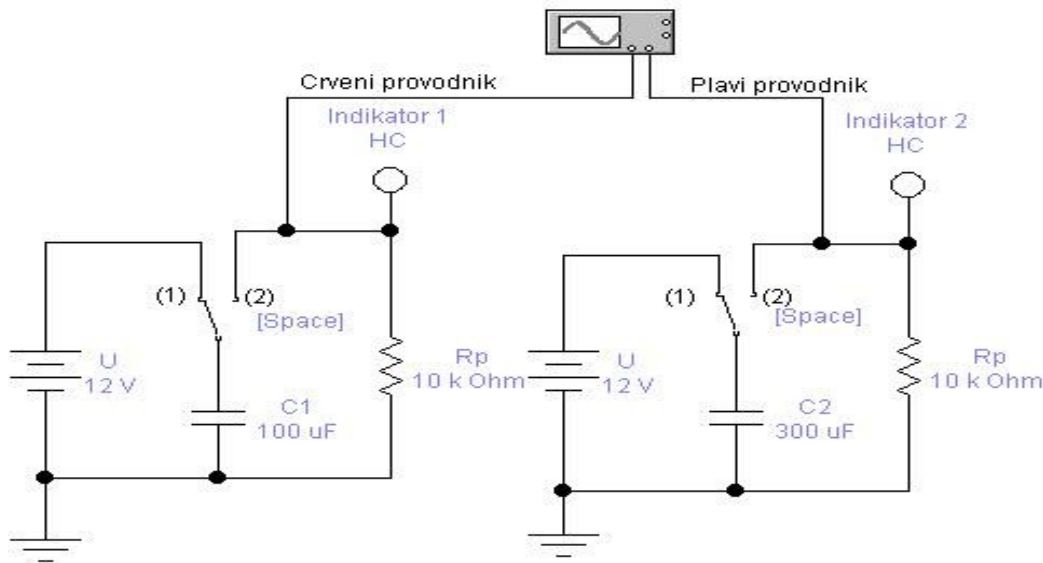 Crveni provodnik
Plavi provodnik
Indikator 1
HC
Indikator 2
HC
(1)
(2)
[Space]
U
12 V
C1
100 uF
Rp
10 k Ohm
(1)
(2)
[Space]
U
12 V
C2
300 uF
Rp
10 k Ohm